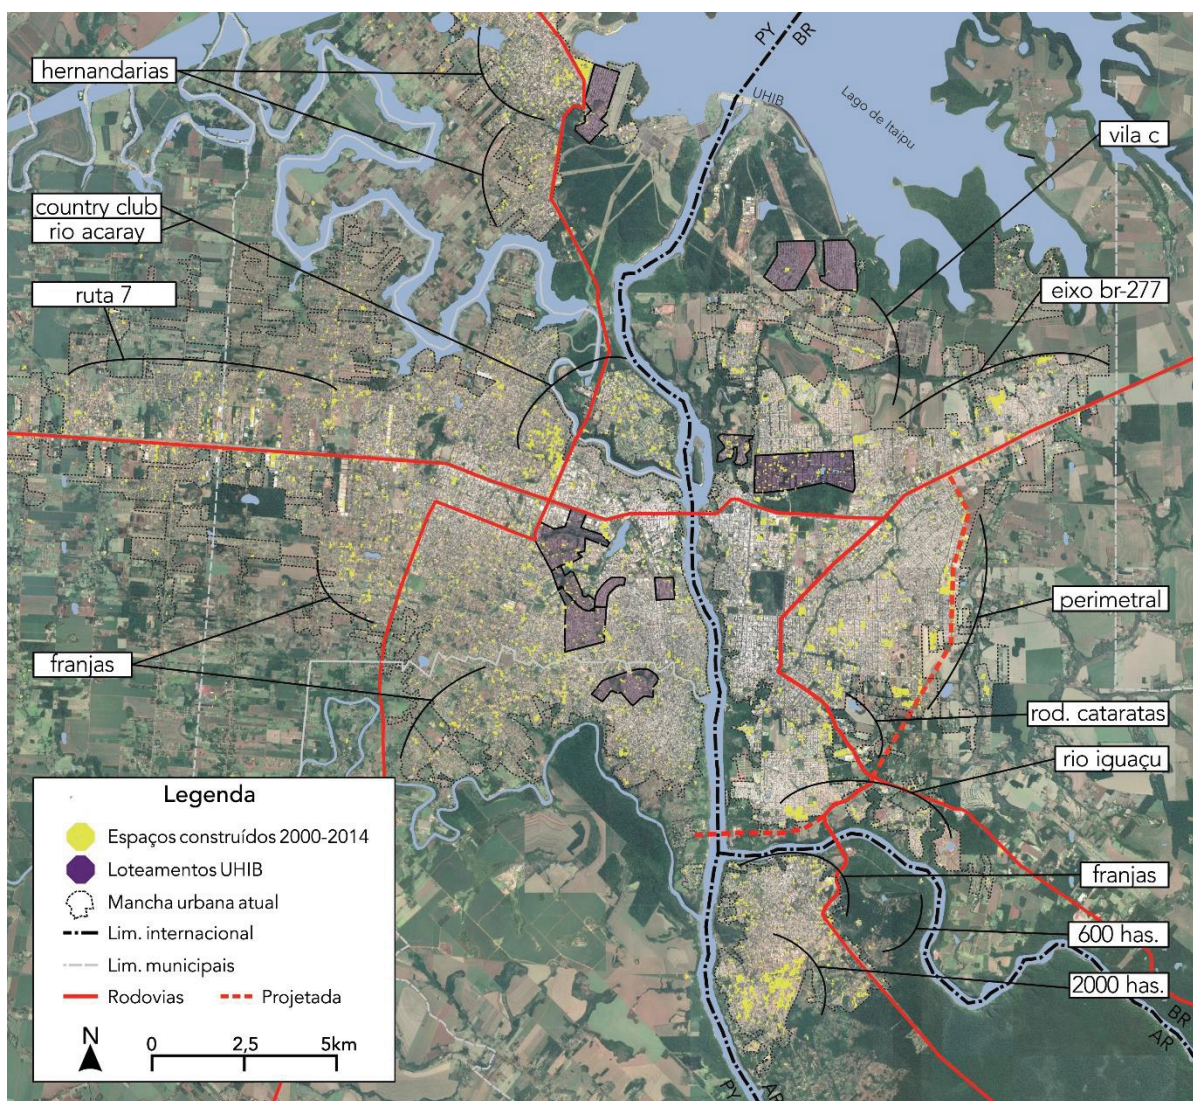 PY
BR
hernandarias
UHIB
Lago de Itaipu
vila c
country club
rio acaray
ruta 7
eixo br-277
perimetral
franjas
rod. cataratas
rio iguaçu
franjas
600 has.
2000 has.
BR
AR
PY
AR
Legenda
Espaços construídos 2000-2014
Loteamentos UHIB
Mancha urbana atual
Lim. internacional
Lim. municipais
Rodovias
Projetada
N
0 2,5 5km